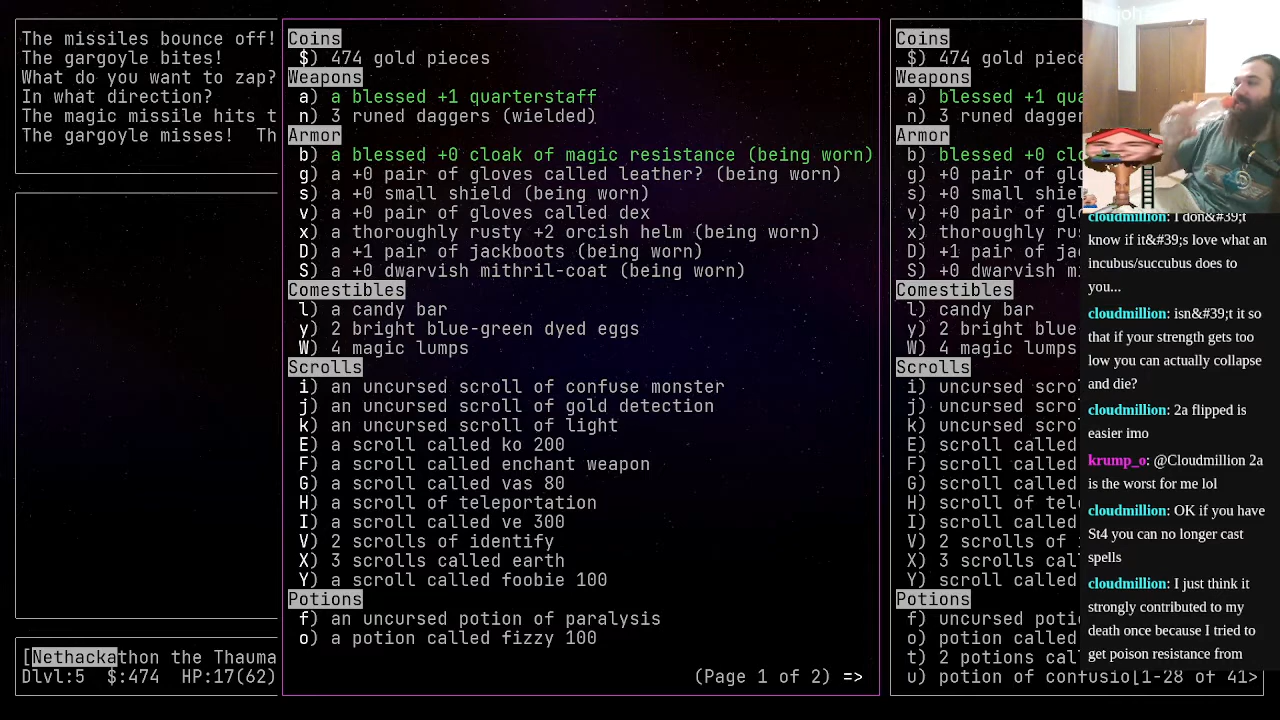 The missiles bounce off!
The gargoyle bites!
What do you want to zap?
In what direction?
The magic missile hits t
The gargoyle misses!  Th
[Nethackathon the Thauma
Dlvl:5  $:474  HP:17(62)
Coins
$) 474 gold pieces
Weapons
a) a blessed +1 quarterstaff
n) 3 runed daggers (wielded)
Armor
b) a blessed +0 cloak of magic resistance (being worn)
g) a +0 pair of gloves called leather? (being worn)
s) a +0 small shield (being worn)
v) a +0 pair of gloves called dex
x) a thoroughly rusty +2 orcish helm (being worn)
D) a +1 pair of jackboots (being worn)
S) a +0 dwarvish mithril-coat (being worn)
Comestibles
l) a candy bar
y) 2 bright blue-green dyed eggs
W) 4 magic lumps
Scrolls
i) an uncursed scroll of confuse monster
j) an uncursed scroll of gold detection
k) an uncursed scroll of light
E) a scroll called ko 200
F) a scroll called enchant weapon
G) a scroll called vas 80
H) a scroll of teleportation
I) a scroll called ve 300
V) 2 scrolls of identify
X) 3 scrolls called earth
Y) a scroll called foobie 100
Potions
f) an uncursed potion of paralysis
o) a potion called fizzy 100
(Page 1 of 2) =>
Coins
$) 474 gold piece
Weapons
a) blessed +1 qua
n) 3 runed dagger
Armor
b) blessed +0 clo
g) +0 pair of glo
s) +0 small shie
v) +0 pair of glo
x) thoroughly ru
D) +1 pair of jac
S) +0 dwarvish m
Comestibles
l) candy bar
y) 2 bright blue
W) 4 magic lumps
Scrolls
i) uncursed scro
j) uncursed scro
k) uncursed scro
E) scroll called
F) scroll called
G) scroll called
H) scroll of tel
I) scroll called
V) 2 scrolls of
X) 3 scrolls cal
Y) scroll called
Potions
f) uncursed poti
o) potion called
t) 2 potions cal
u) potion of confusio[1-28 of 41>
cloudmillion: I don&#39;t
know if it&#39;s love what an
incubus/succubus does to
you...
cloudmillion: isn&#39;t it so
that if your strength gets too
low you can actually collapse
and die?
cloudmillion: 2a flipped is
easier imo
krump_o: @Cloudmillion 2a
is the worst for me lol
cloudmillion: OK if you have
St4 you can no longer cast
spells
cloudmillion: I just think it
strongly contributed to my
death once because I tried to
get poison resistance from